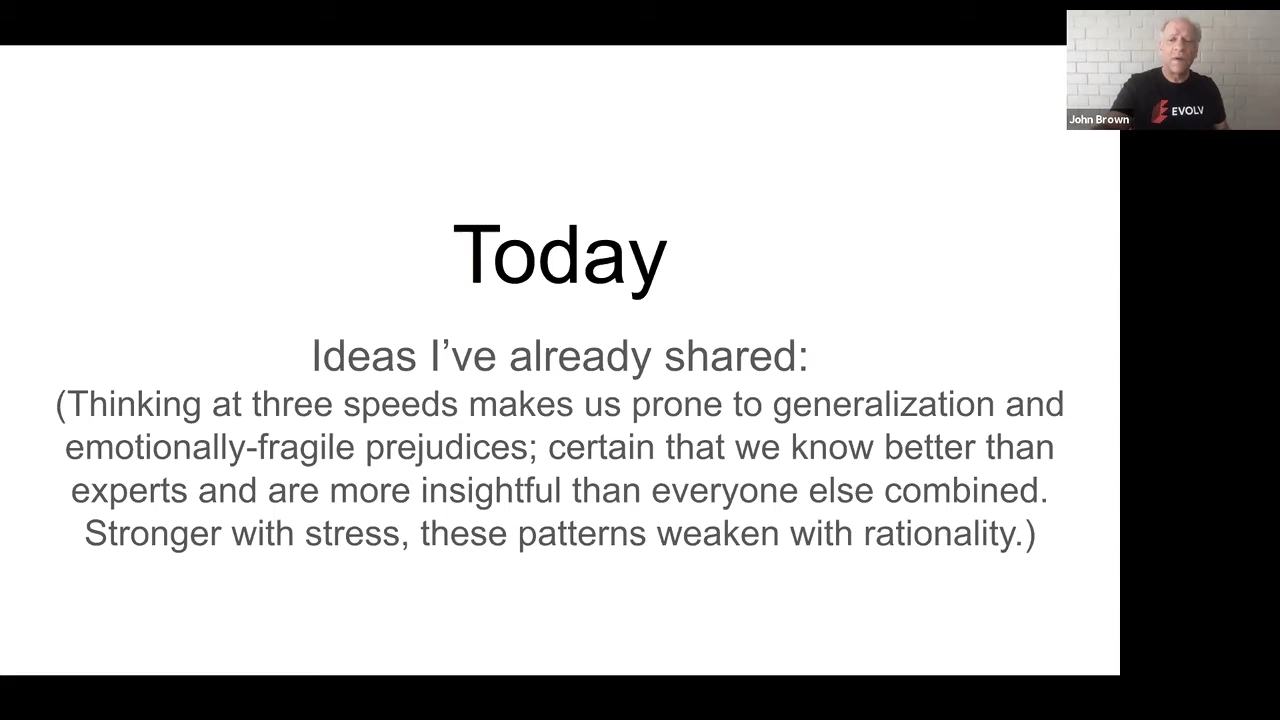 Today
Ideas I’ve already shared:
(Thinking at three speeds makes us prone to generalization and
emotionally-fragile prejudices; certain that we know better than
experts and are more insightful than everyone else combined.
Stronger with stress, these patterns weaken with rationality.)
EVOLV
John Brown